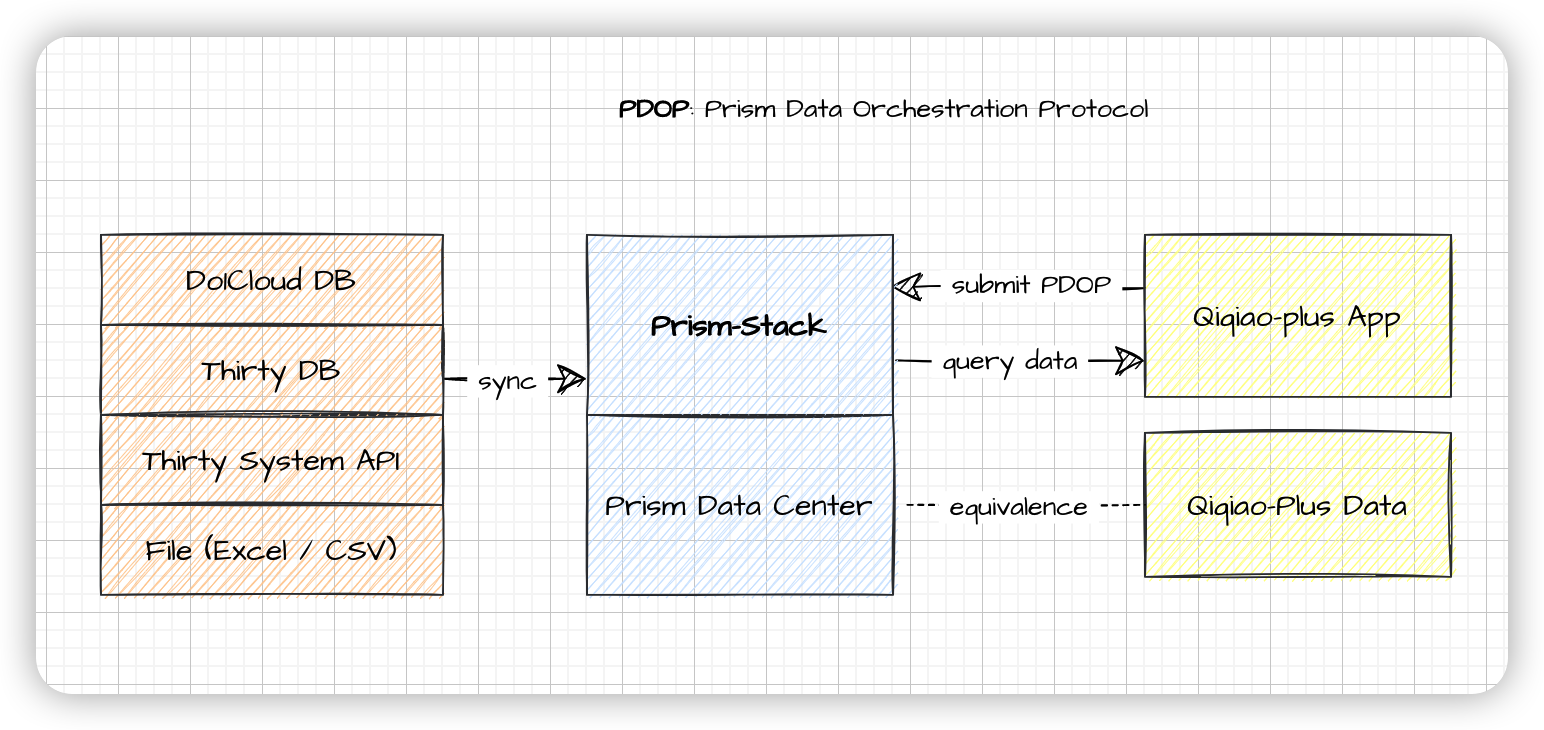 PDOP: Prism Data Orchestration Protocol
DolCloud DB
Thirty DB
Thirty System API
File (Excel / CSV)
sync
Prism-Stack
Prism Data Center
submit PDOP
query data
equivalence
Qiqiao-plus App
Qiqiao-Plus Data